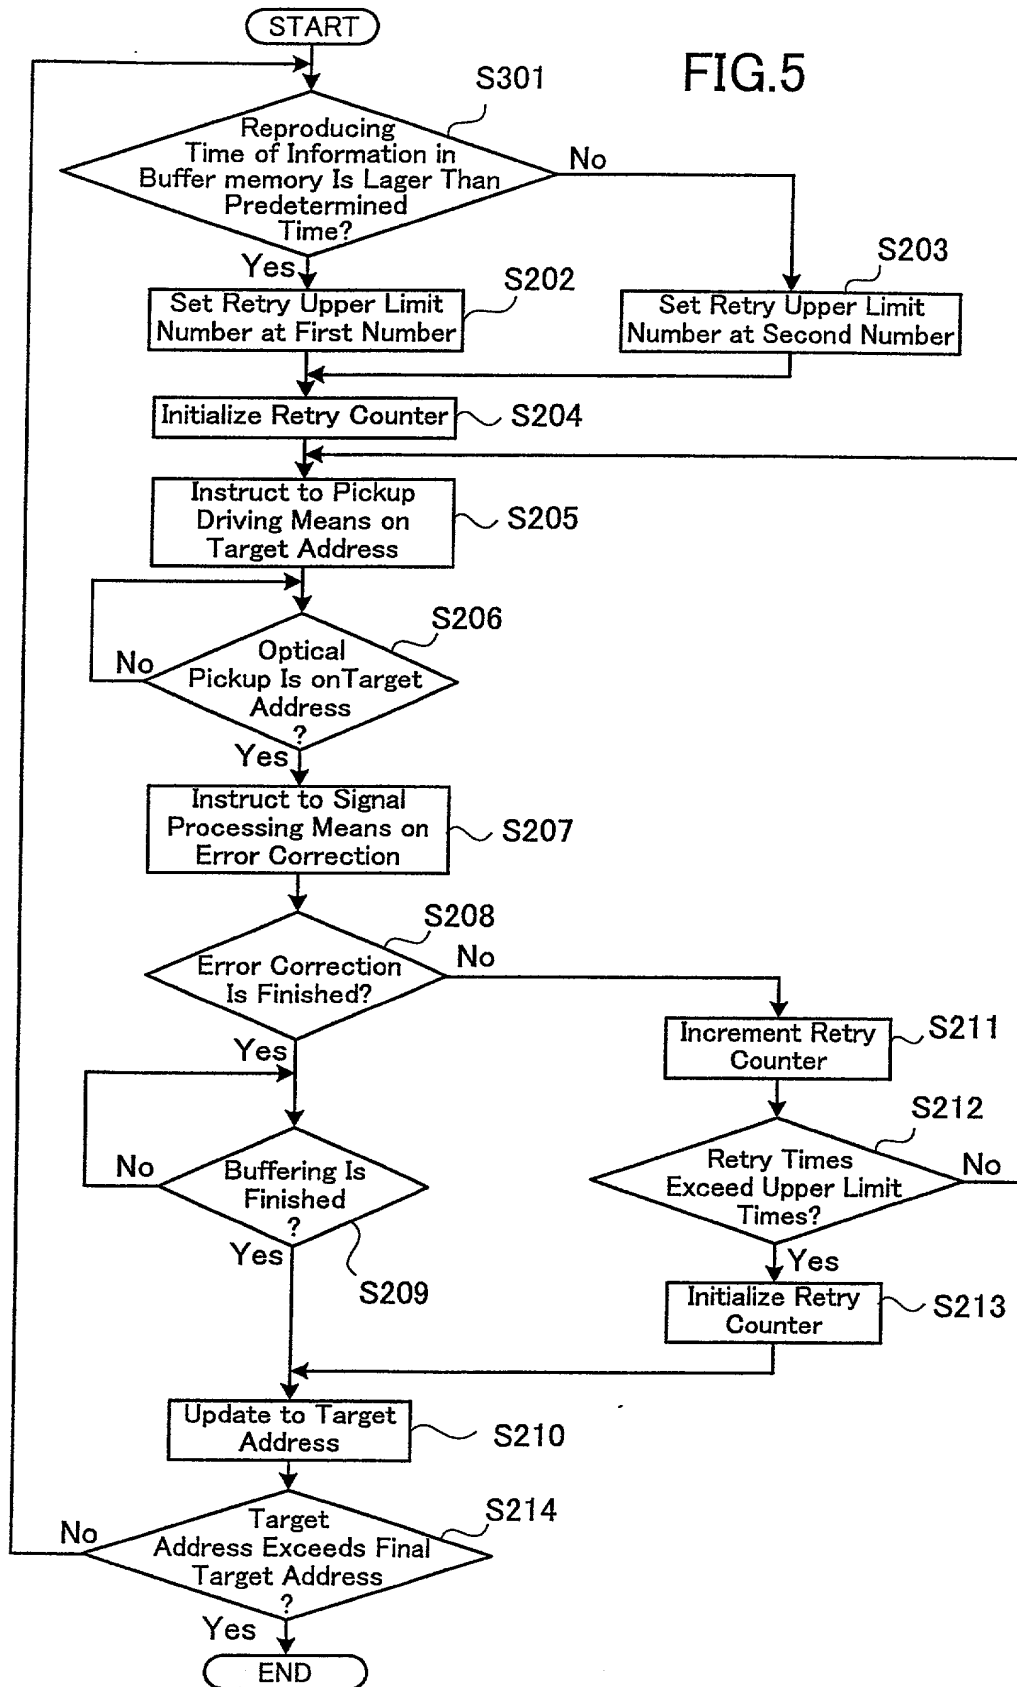 START
FIG.5
S301
Reproducing
Time of Information in
Buffer memory Is Lager Than
Predetermined
Time?
No
Yes
S202
S203
Set Retry Upper Limit
Number at First Number
Set Retry Upper Limit
Number at Second Number
Initialize Retry Counter
S204
Instruct to Pickup
Driving Means on
Target Address
S205
S206
No
Optical
Pickup Is onTarget
Address
?
Yes
Instruct to Signal
Processing Means on
Error Correction
S207
S208
No
Error Correction
Is Finished?
Yes
Increment Retry
Counter
S211
S212
No
Buffering Is
Finished
?
Yes
S209
Retry Times
Exceed Upper Limit
Times?
No
Yes
Initialize Retry
Counter
S213
Update to Target
Address
S210
S214
No
Target
Address Exceeds Final
Target Address
?
Yes
END